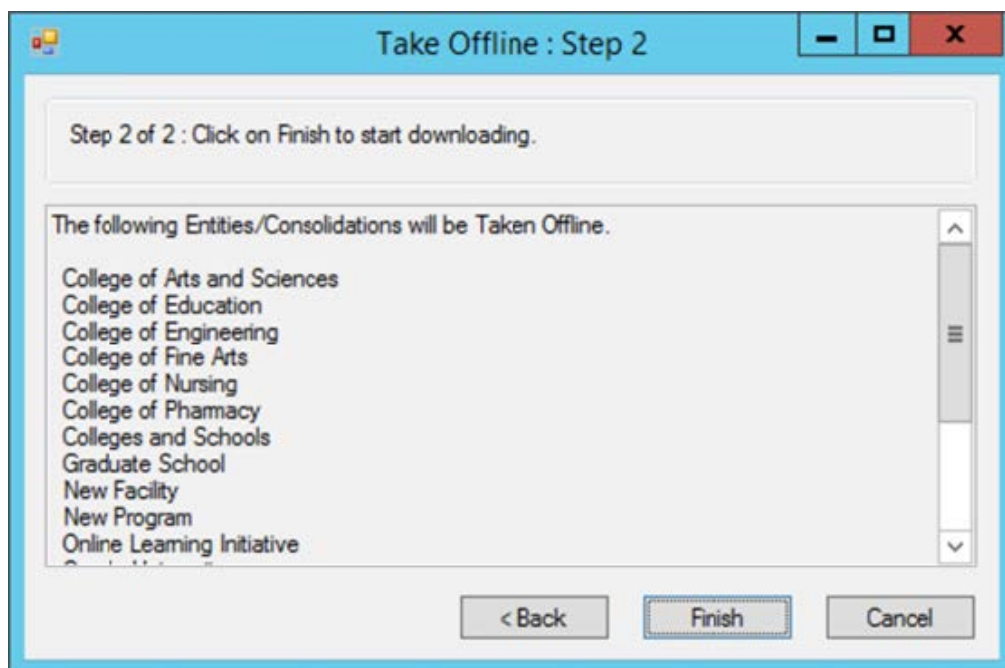 Take Offline : Step 2
Step 2 of 2 : Click on Finish to start downloading.
The following Entities/Consolidations will be Taken Offline.
College of Arts and Sciences
College of Education
College of Engineering
College of Fine Arts
College of Nursing
College of Pharmacy
Colleges and Schools
Graduate School
New Facility
New Program
Online Learning Initiative
< Back
Finish
Cancel